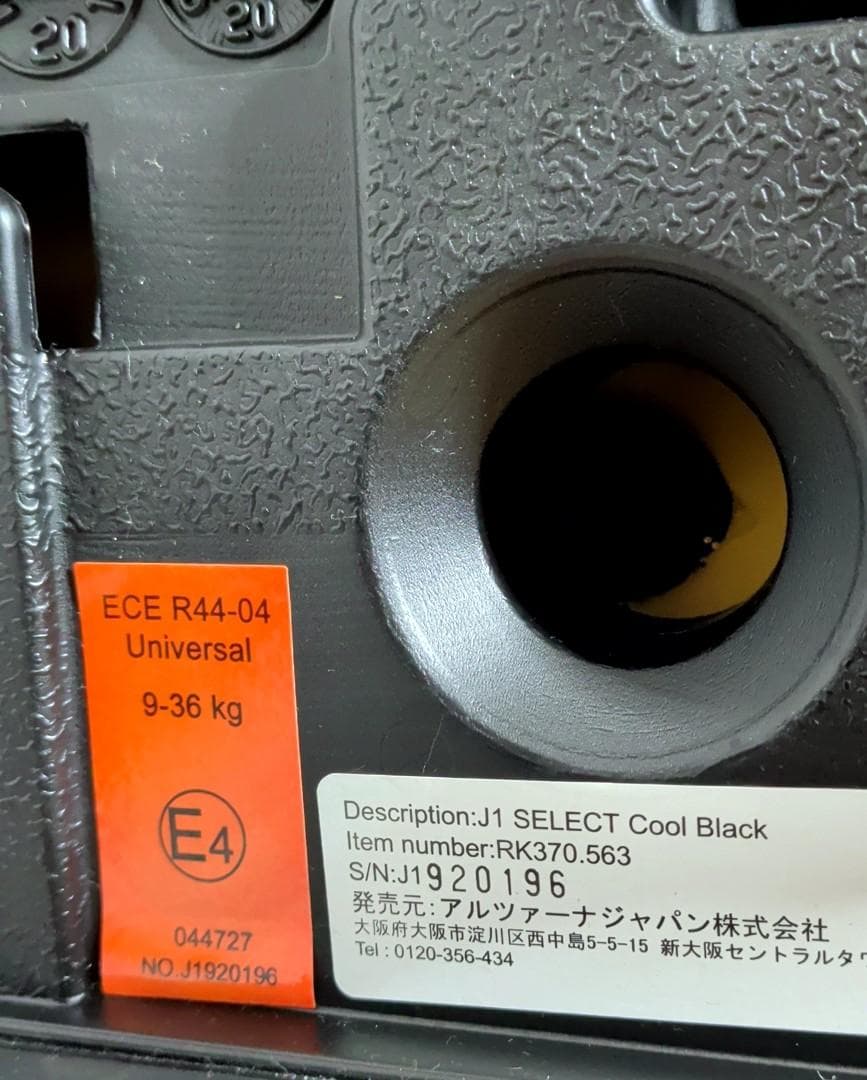 20
20
ECE R44-04
Universal
9-36 kg
E4
044727
NO.J1920196
Description:J1 SELECT Cool Black
Item number:RK370.563
S/N:J1920196
発売元:アルツァーナジャパン株式会社
大阪府大阪市淀川区西中島5-5-15 新大阪セントラルタ
Tel : 0120-356-434